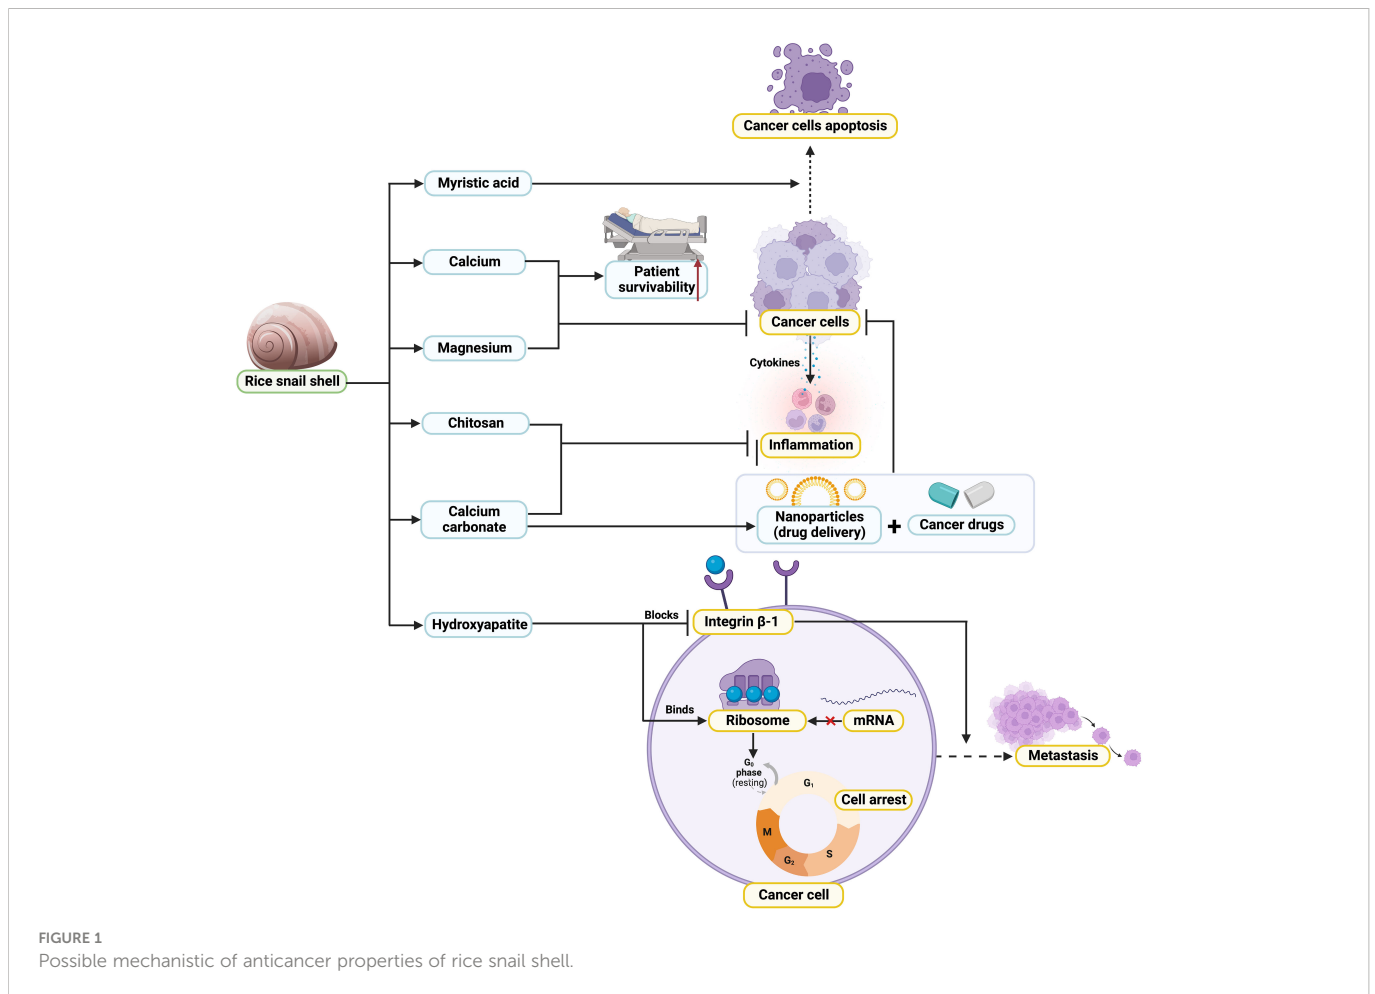 Cancer cells apoptosis
Myristic acid
Calcium
Patient
survivability
Magnesium
Cancer cells
Cytokines
Rice snail shell
Chitosan
Inflammation
Calcium
carbonate
Nanoparticles
(drug delivery)
+
Cancer drugs
Hydroxyapatite
Blocks
Integrin β-1
Binds
Ribosome
mRNA
G₀
phase
(resting)
G₁
Cell arrest
M
S
G₂
Metastasis
Cancer cell
FIGURE 1
Possible mechanistic of anticancer properties of rice snail shell.